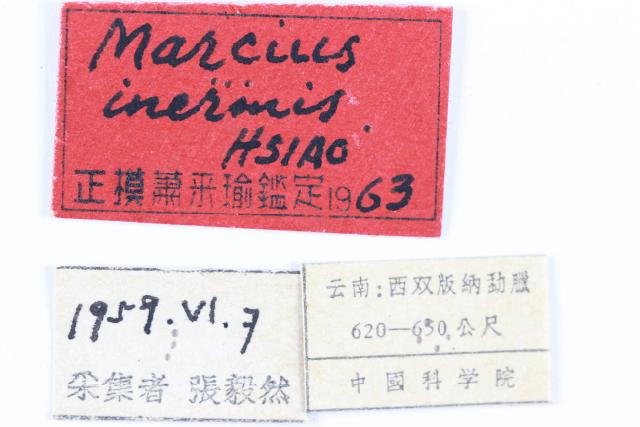 Marcius
inermis
HSIAO
正模 蕭采瑜鑑定1963
1959.VI.7
采集者 張毅然
云南:西双版納勐臘
620—650公尺
中國科学院